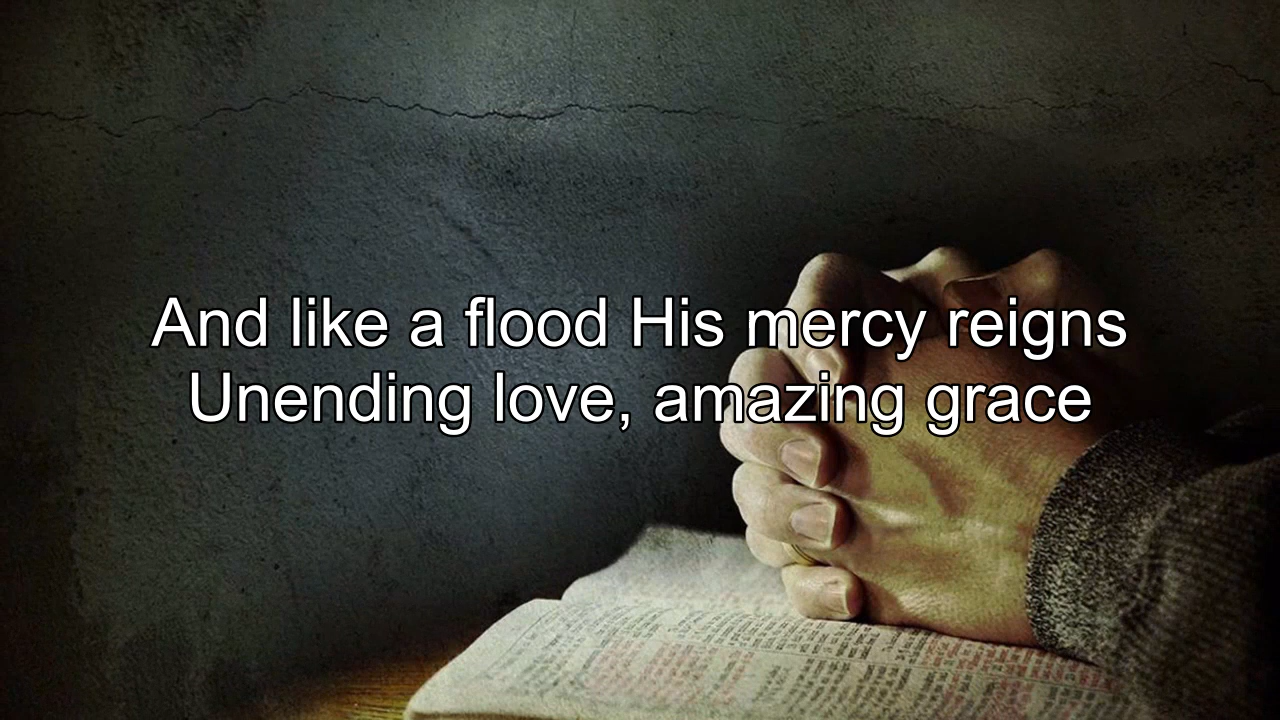 And like a flood His mercy reigns
Unending love, amazing grace